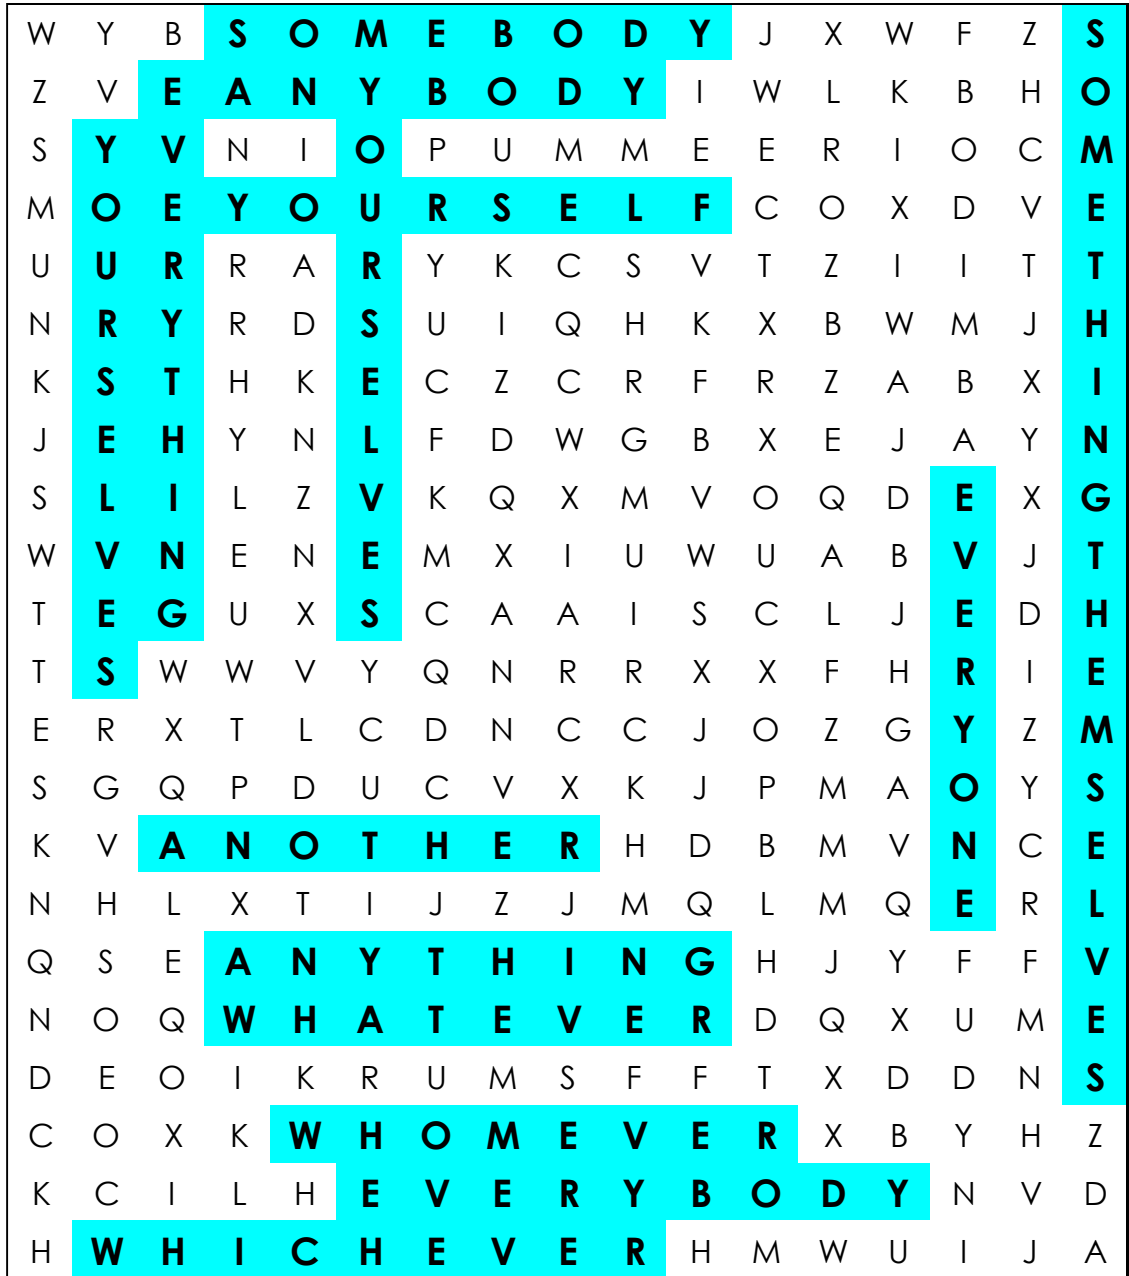 W Y B S O M E B O D Y J X W F Z S
Z V E A N Y B O D Y I W L K B H O
S Y V N I O P U M M E E R I O C M
M O E Y O U R S E L F C O X D V E
U U R R A R Y K C S V T Z I I T T
N R Y R D S U I Q H K X B W M J H
K S T H K E C Z C R F R Z A B X I
J E H Y N L F D W G B X E J A Y N
S L I L Z V K Q X M V O Q D E X G
W V N E N E M X I U W U A B V J T
T E G U X S C A A I S C L J E D H
T S W W V Y Q N R R X X F H R I E
E R X T L C D N C C J O Z G Y Z M
S G Q P D U C V X K J P M A O Y S
K V A N O T H E R H D B M V N C E
N H L X T I J Z J M Q L M Q E R L
Q S E A N Y T H I N G H J Y F F V
N O Q W H A T E V E R D Q X U M E
D E O I K R U M S F F T X D D N S
C O X K W H O M E V E R X B Y H Z
K C I L H E V E R Y B O D Y N V D
H W H I C H E V E R H M W U I J A